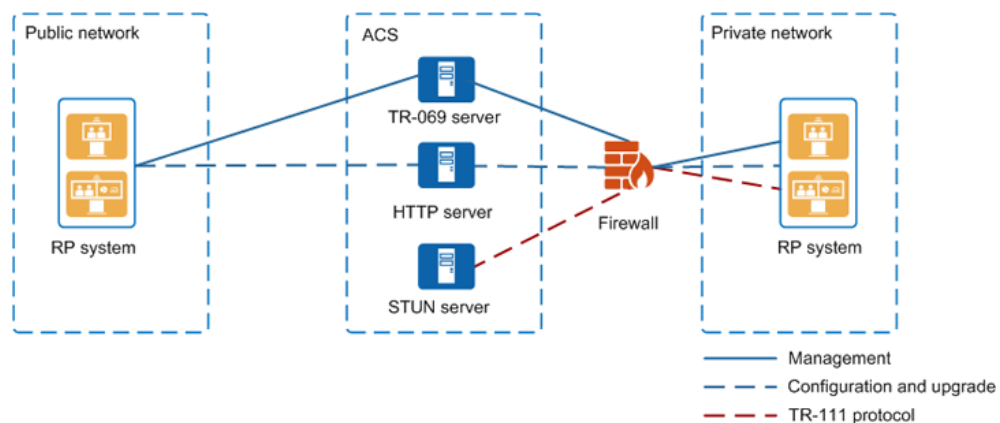 Public network
ACS
Private network
TR-069 server
HTTP server
Firewall
RP system
RP system
STUN server
Management
Configuration and upgrade
TR-111 protocol